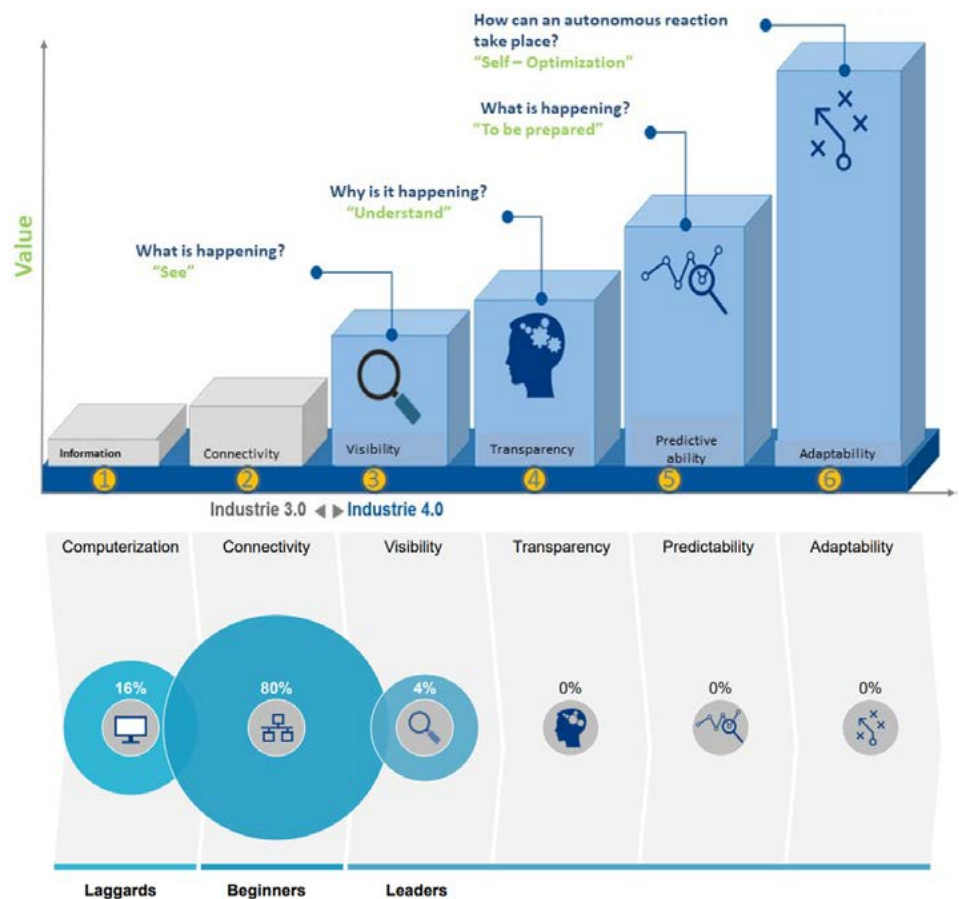 How can an autonomous reaction
take place?
“Self – Optimization”
What is happening?
“To be prepared”
Why is it happening?
“Understand”
What is happening?
“See”
Value
Information
Connectivity
Visibility
Transparency
Predictive
ability
Adaptability
1
2
3
4
5
6
Industrie 3.0 ◄ ► Industrie 4.0
Computerization
Connectivity
Visibility
Transparency
Predictability
Adaptability
16%
80%
4%
0%
0%
0%
Laggards
Beginners
Leaders